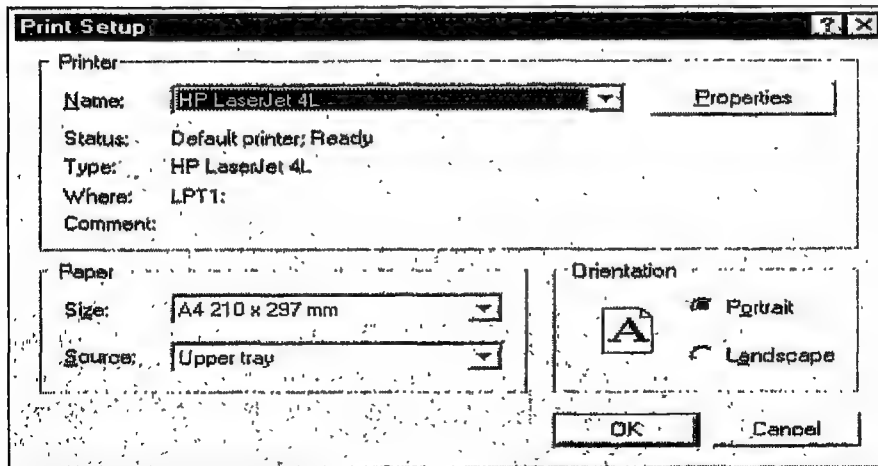 Print Setup
Printer
Name: HP LaserJet 4L Properties
Status: Default printer; Ready
Type: HP LaserJet 4L
Where: LPT1:
Comment:
Paper
Size: A4 210 x 297 mm
Source: Upper tray
Orientation
A
Portrait
Landscape
OK Cancel